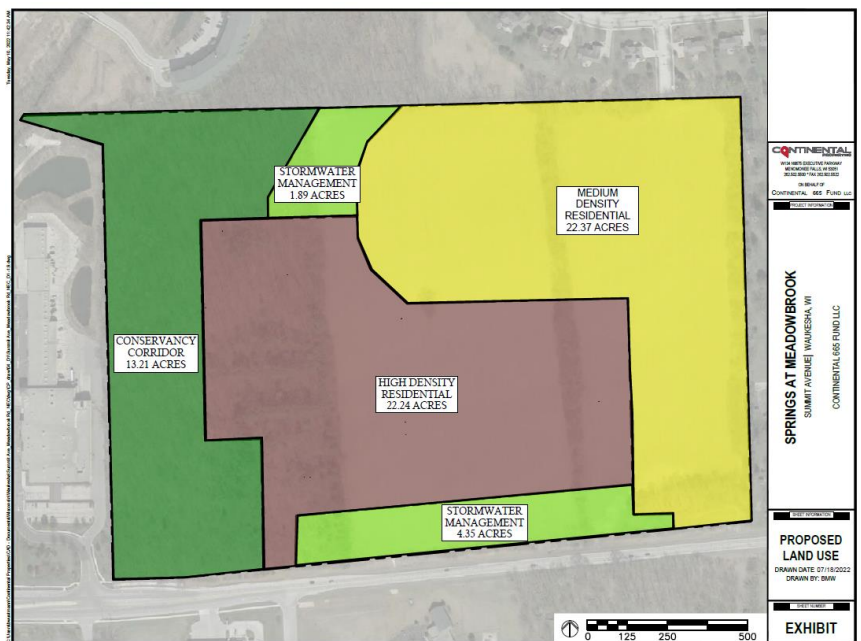 STORMWATER
MANAGEMENT
1.89 ACRES
MEDIUM
DENSITY
RESIDENTIAL
22.37 ACRES
CONSERVANCY
CORRIDOR
13.21 ACRES
HIGH DENSITY
RESIDENTIAL
22.24 ACRES
STORMWATER
MANAGEMENT
4.35 ACRES
0 125 250 500
CONTINENTAL
ON BEHALF OF
CONTINENTAL 665 FUND LLC
PROJECT INFORMATION
SPRINGS AT MEADOWBROOK
SUMMIT AVENUE| WAUKESHA, WI
CONTINENTAL 665 FUND LLC
SHEET INFORMATION
PROPOSED
LAND USE
DRAWN DATE 07/18/2022
DRAWN BY: BMW
SHEET NUMBER
EXHIBIT